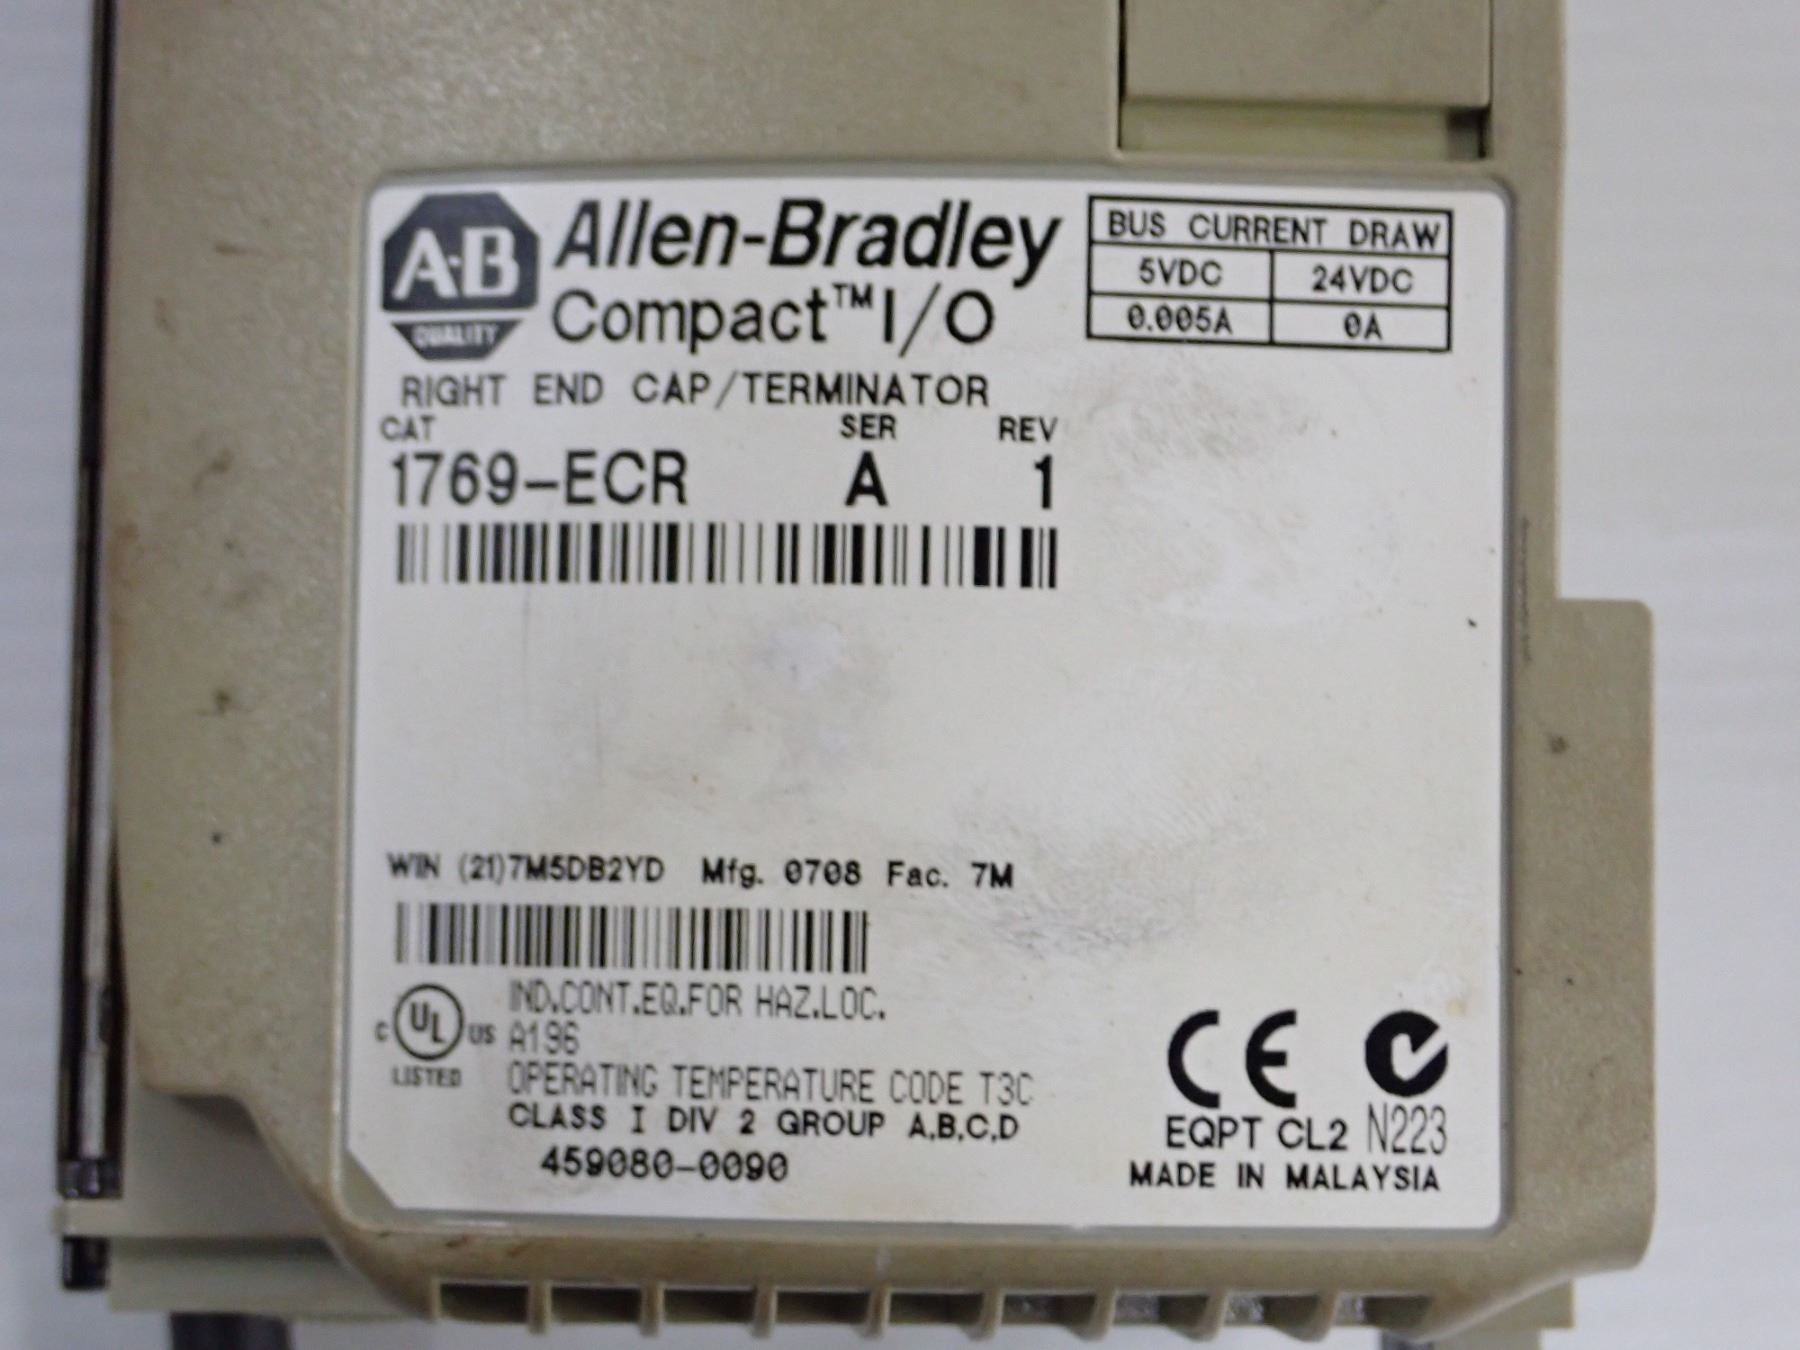 A-B
QUALITY
Allen-Bradley
Compact™ I/O
BUS CURRENT DRAW
5VDC 24VDC
0.005A 0A
RIGHT END CAP/TERMINATOR
CAT SER REV
1769-ECR A 1
WIN (21)7M5DB2YD Mfg. 0708 Fac. 7M
IND.CONT.EQ.FOR HAZ.LOC.
C UL US A196
LISTED
OPERATING TEMPERATURE CODE T3C
CLASS I DIV 2 GROUP A,B,C,D
459080-0090
CE
EQPT CL2 N223
MADE IN MALAYSIA